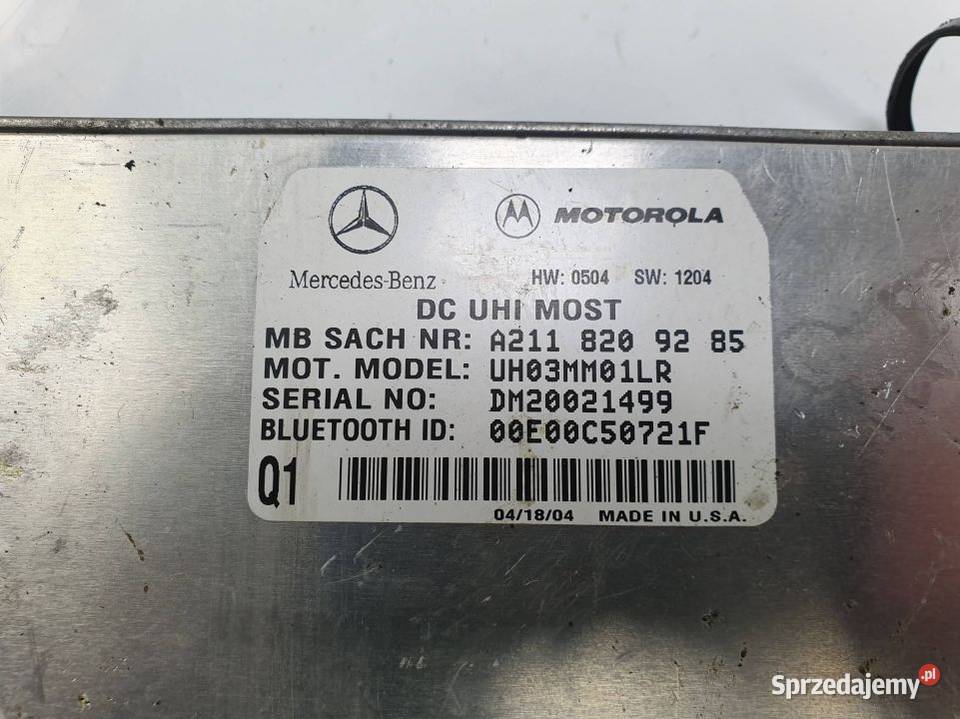 MOTOROLA
Mercedes-Benz HW: 0504 SW: 1204
DC UHI MOST
MB SACH NR: A211 820 92 85
MOT. MODEL: UH03MM01LR
SERIAL NO: DM20021499
BLUETOOTH ID: 00E00C50721F
Q1
04/18/04 MADE IN U.S.A.
Sprzedajemy.pl